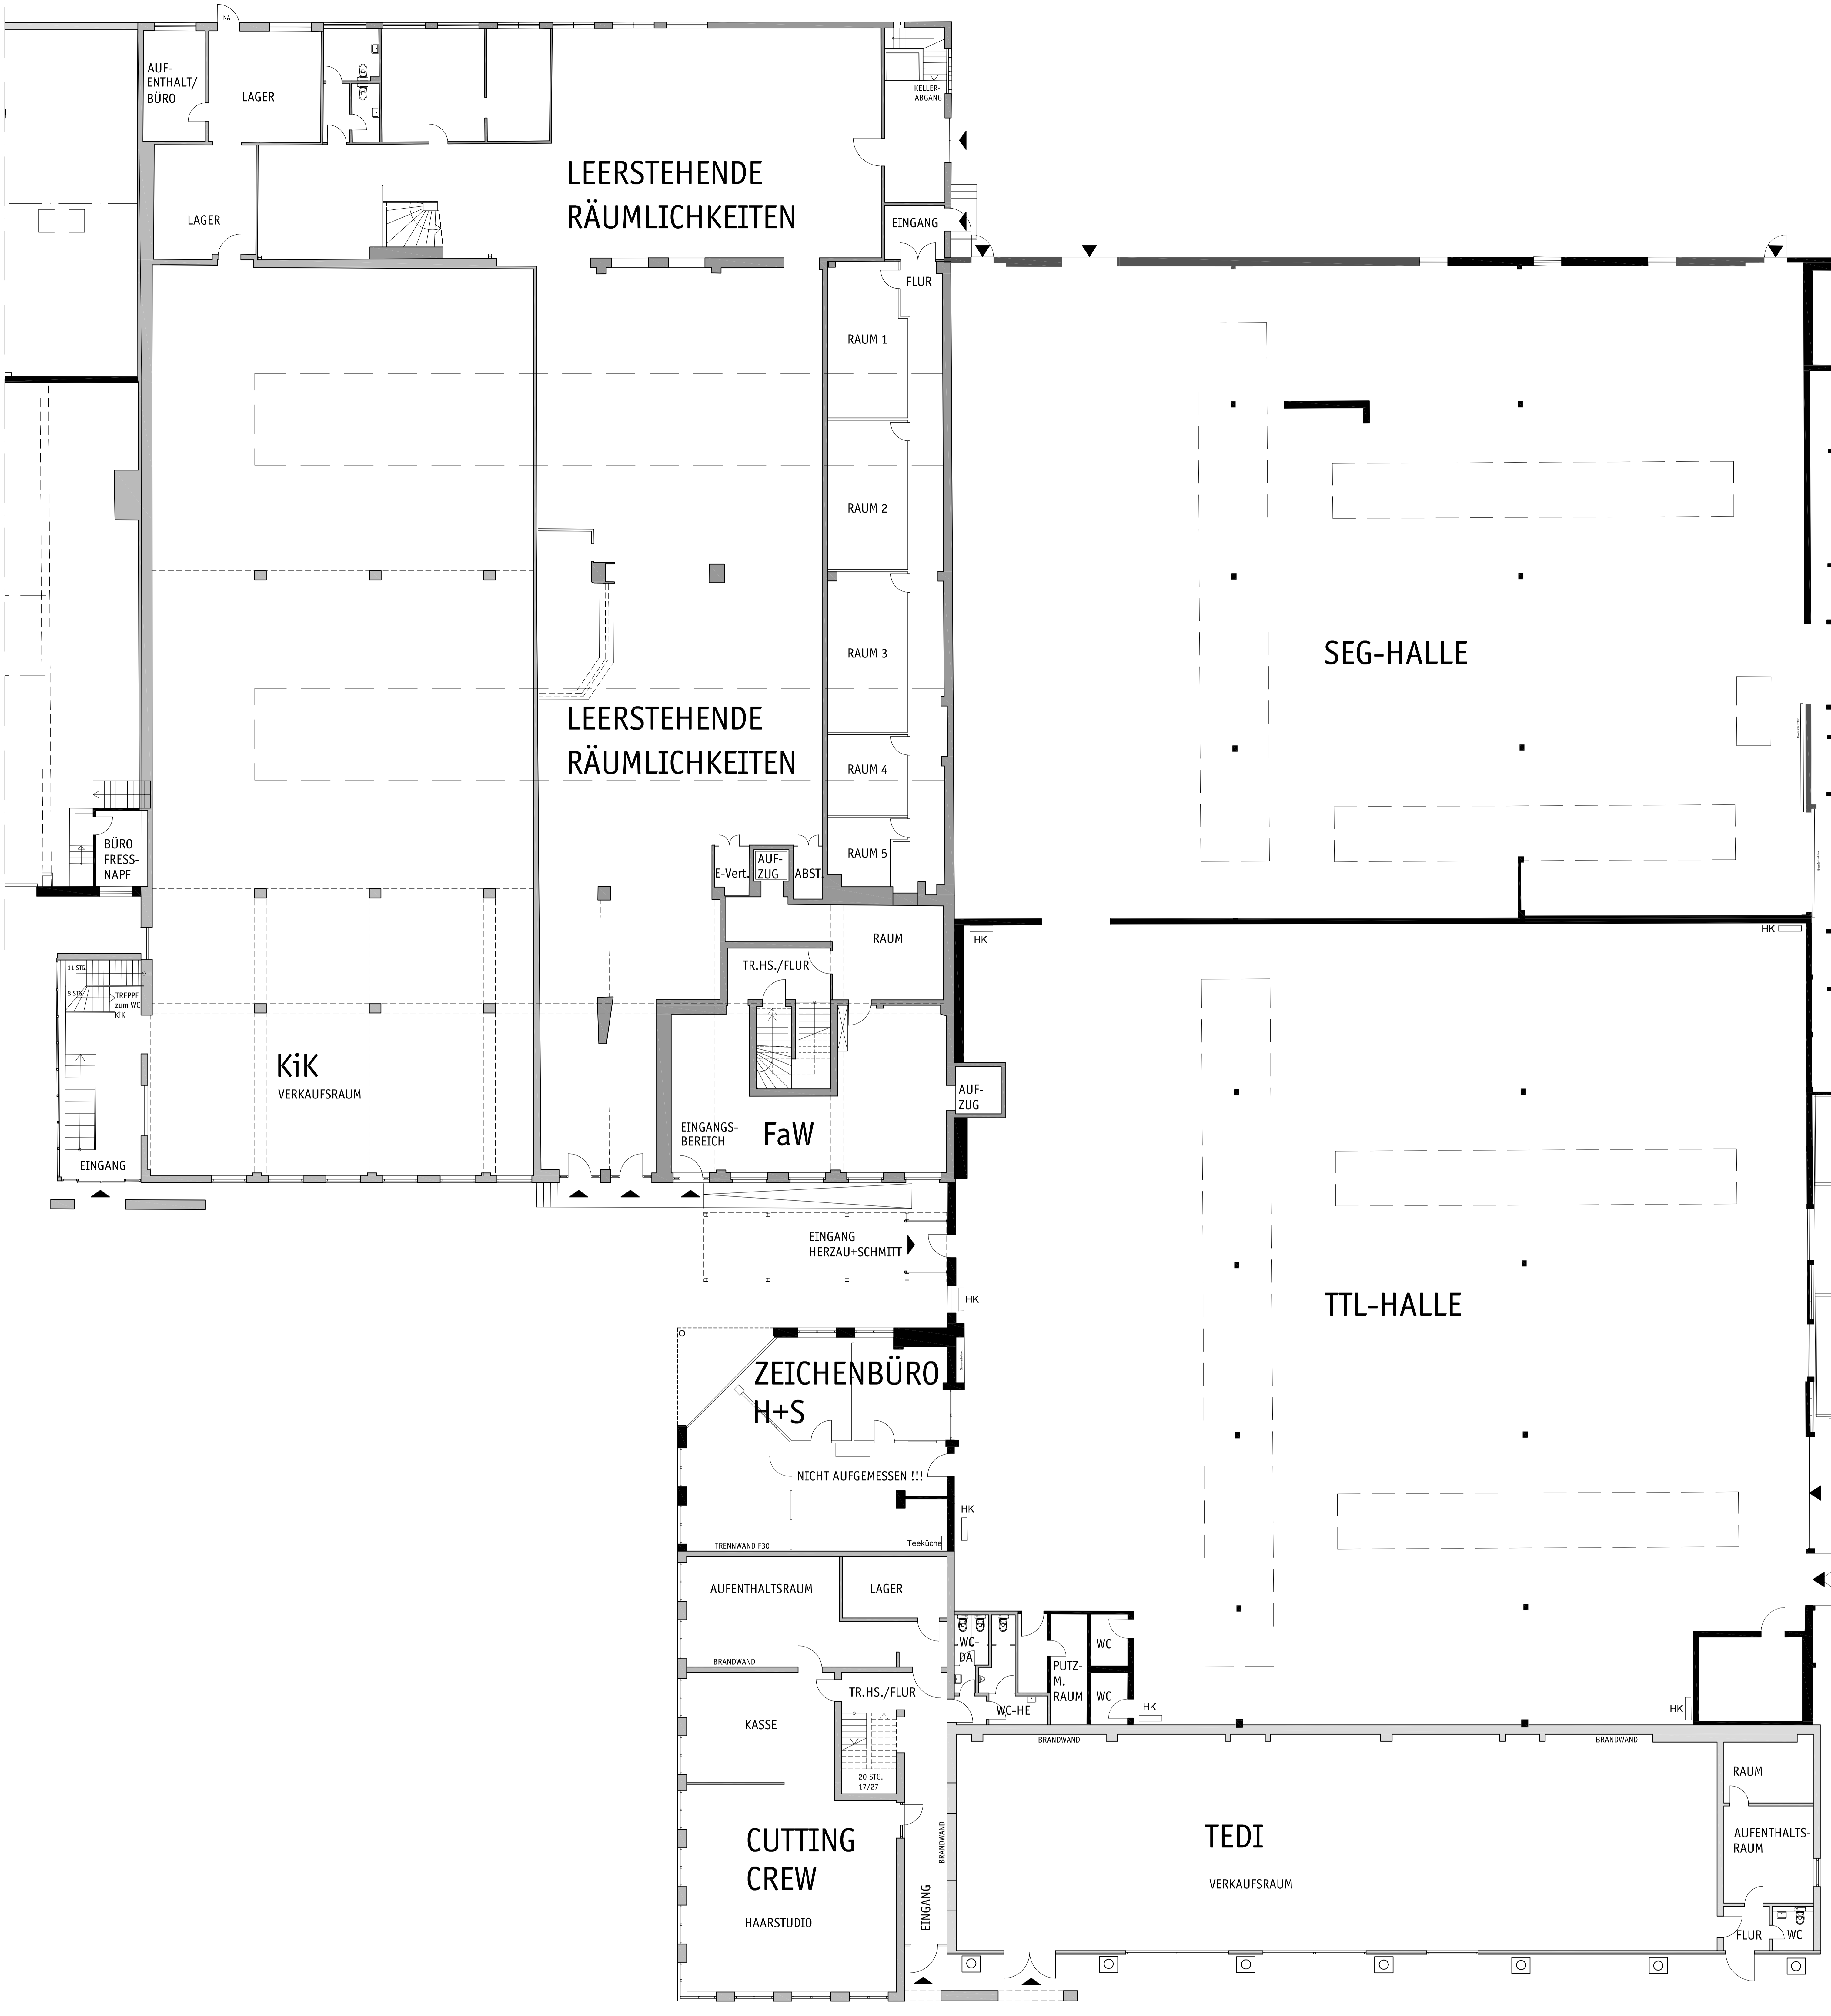 NA
AUF-
ENTHALT/
BÜRO
LAGER
KELLER-
ABGANG
LEERSTEHENDE
RÄUMLICHKEITEN
LAGER
EINGANG
FLUR
RAUM 1
RAUM 2
RAUM 3
SEG-HALLE
LEERSTEHENDE
RÄUMLICHKEITEN
RAUM 4
BÜRO
FRESS-
NAPF
RAUM 5
E-Vert.
AUF-
ZUG
ABST.
RAUM
HK
HK
TR.HS./FLUR
11 STG.
8 STG.
TREPPE
zum WC
KiK
KiK
VERKAUFSRAUM
AUF-
ZUG
EINGANGS-
BEREICH
FaW
EINGANG
EINGANG
HERZAU+SCHMITT
HK
TTL-HALLE
ZEICHENBÜRO
H+S
NICHT AUFGEMESSEN !!!
HK
TRENNWAND F30
Teeküche
AUFENTHALTSRAUM
LAGER
BRANDWAND
WC-
DA
PUTZ-
M.
RAUM
WC
WC
WC-HE
HK
HK
TR.HS./FLUR
KASSE
20 STG.
17/27
BRANDWAND
BRANDWAND
RAUM
CUTTING
CREW
HAARSTUDIO
BRANDWAND
EINGANG
TEDI
VERKAUFSRAUM
AUFENTHALTS-
RAUM
FLUR
WC